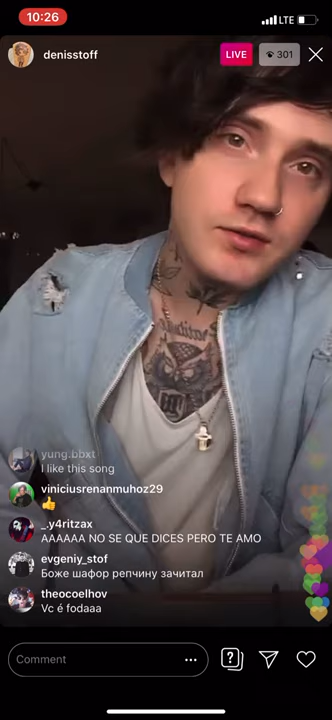 10:26
LTE
denisstoff
LIVE
301
yung.bbxt
I like this song
viniciusrenanmuhoz29
👍
_.y4ritzax
AAAAAA NO SE QUE DICES PERO TE AMO
evgeniy_stof
Боже шафор репчину зачитал
theocoelhov
Vc é fodaaa
Comment